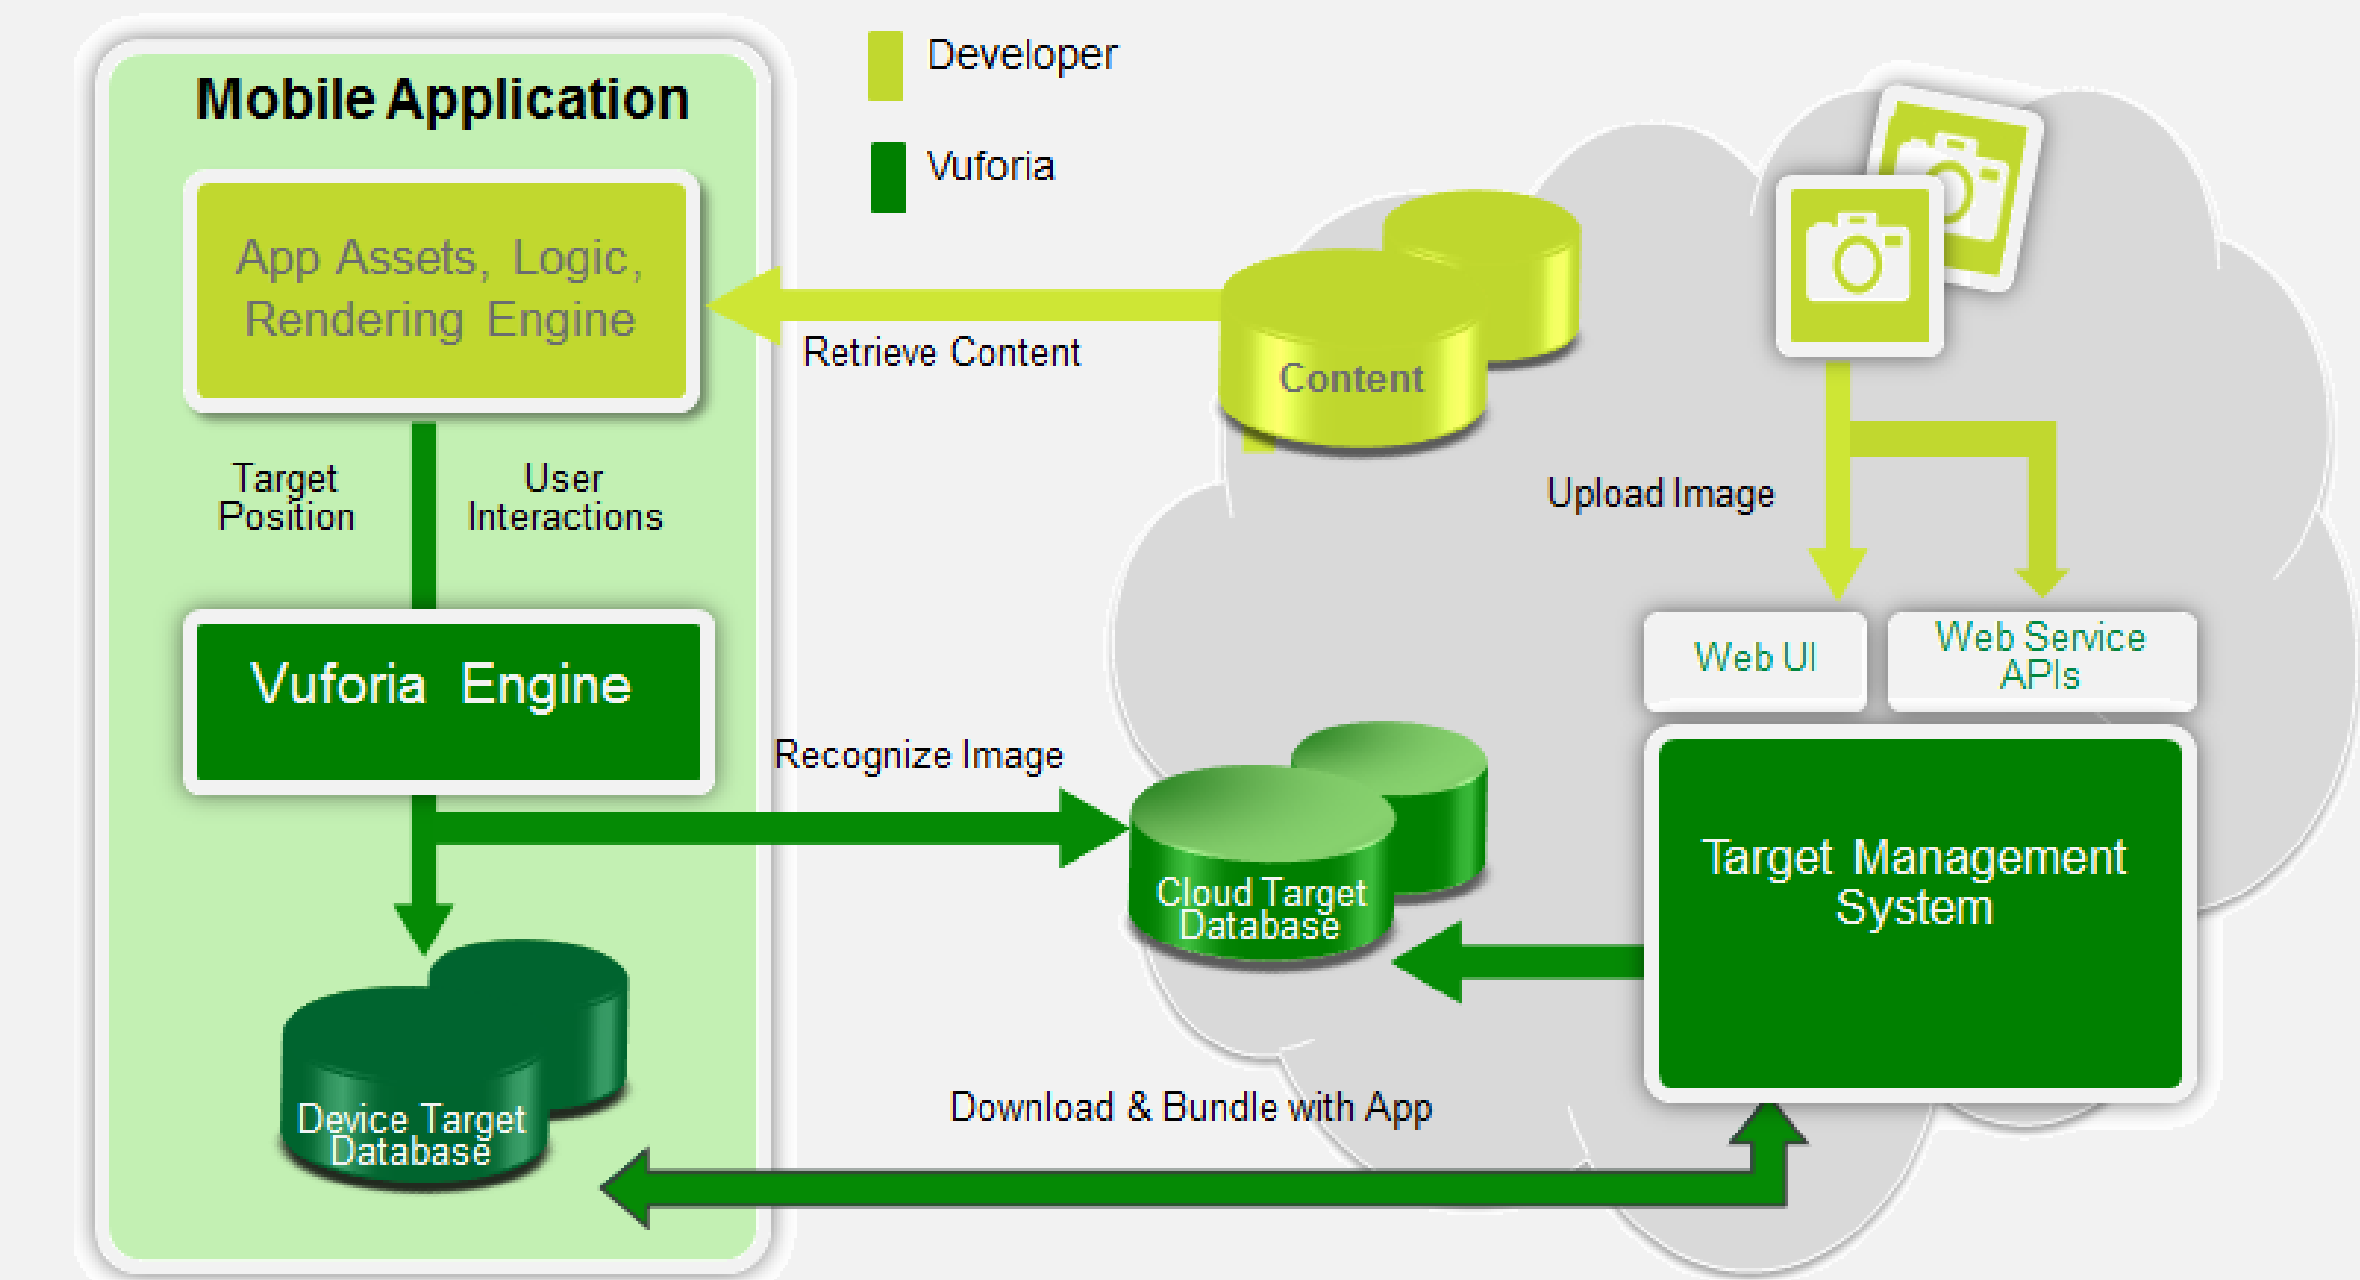 Mobile Application
Developer
Vuforia
App Assets, Logic,
Rendering Engine
Retrieve Content
Content
Target
Position
User
Interactions
Upload Image
Vuforia Engine
Web UI
Web Service
APIs
Recognize Image
Cloud Target
Database
Target Management
System
Device Target
Database
Download & Bundle with App